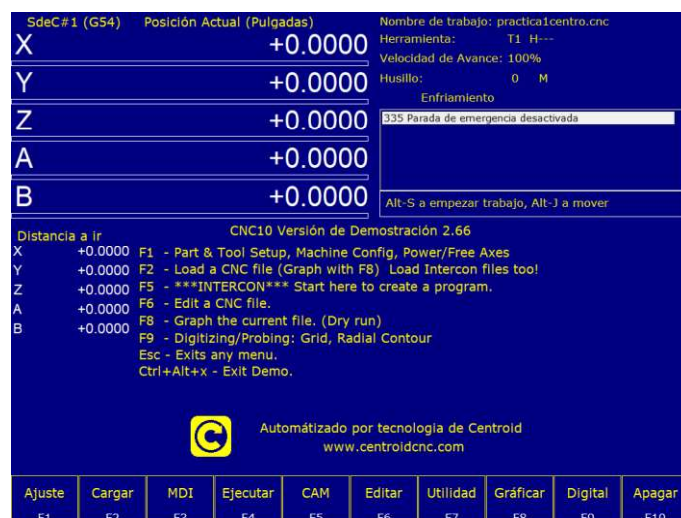 SdeC#1 (G54) Posición Actual (Pulgadas)
X +0.0000
Y +0.0000
Z +0.0000
A +0.0000
B +0.0000
Nombre de trabajo: practica1centro.cnc
Herramienta: T1 H---
Velocidad de Avance: 100%
Husillo: 0 M
Enfriamiento
335 Parada de emergencia desactivada
Alt-S a empezar trabajo, Alt-J a mover
Distancia a ir
X +0.0000
Y +0.0000
Z +0.0000
A +0.0000
B +0.0000
CNC10 Versión de Demostración 2.66
F1 - Part & Tool Setup, Machine Config, Power/Free Axes
F2 - Load a CNC file (Graph with F8) Load Intercon files too!
F5 - ***INTERCON*** Start here to create a program.
F6 - Edit a CNC file.
F8 - Graph the current file. (Dry run)
F9 - Digitizing/Probing: Grid, Radial Contour
Esc - Exits any menu.
Ctrl+Alt+x - Exit Demo.
Automátizado por tecnologia de Centroid
www.centroidcnc.com
Ajuste Cargar MDI Ejecutar CAM Editar Utilidad Gráficar Digital Apagar
F1 F2 F3 F4 F5 F6 F7 F8 F9 F10